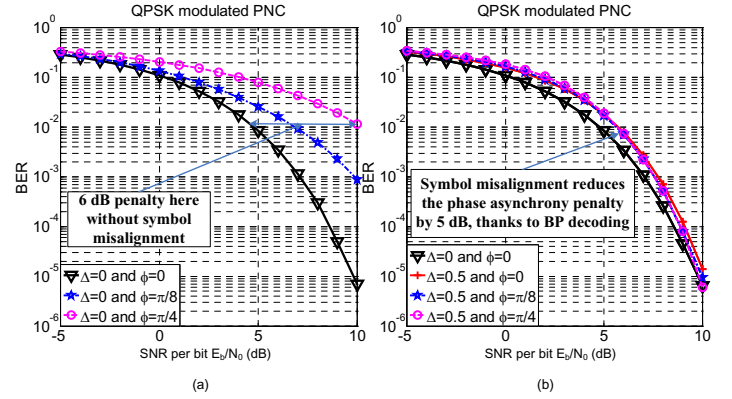 QPSK modulated PNC
10^0
10^-1
10^-2
10^-3
10^-4
10^-5
10^-6
BER
6 dB penalty here
without symbol
misalignment
Δ=0 and ϕ=0
Δ=0 and ϕ=π/8
Δ=0 and ϕ=π/4
-5 0 5 10
SNR per bit E_b/N_0 (dB)
(a)
QPSK modulated PNC
10^0
10^-1
10^-2
10^-3
10^-4
10^-5
10^-6
BER
Symbol misalignment reduces
the phase asynchrony penalty
by 5 dB, thanks to BP decoding
Δ=0 and ϕ=0
Δ=0.5 and ϕ=0
Δ=0.5 and ϕ=π/8
Δ=0.5 and ϕ=π/4
-5 0 5 10
SNR per bit E_b/N_0 (dB)
(b)